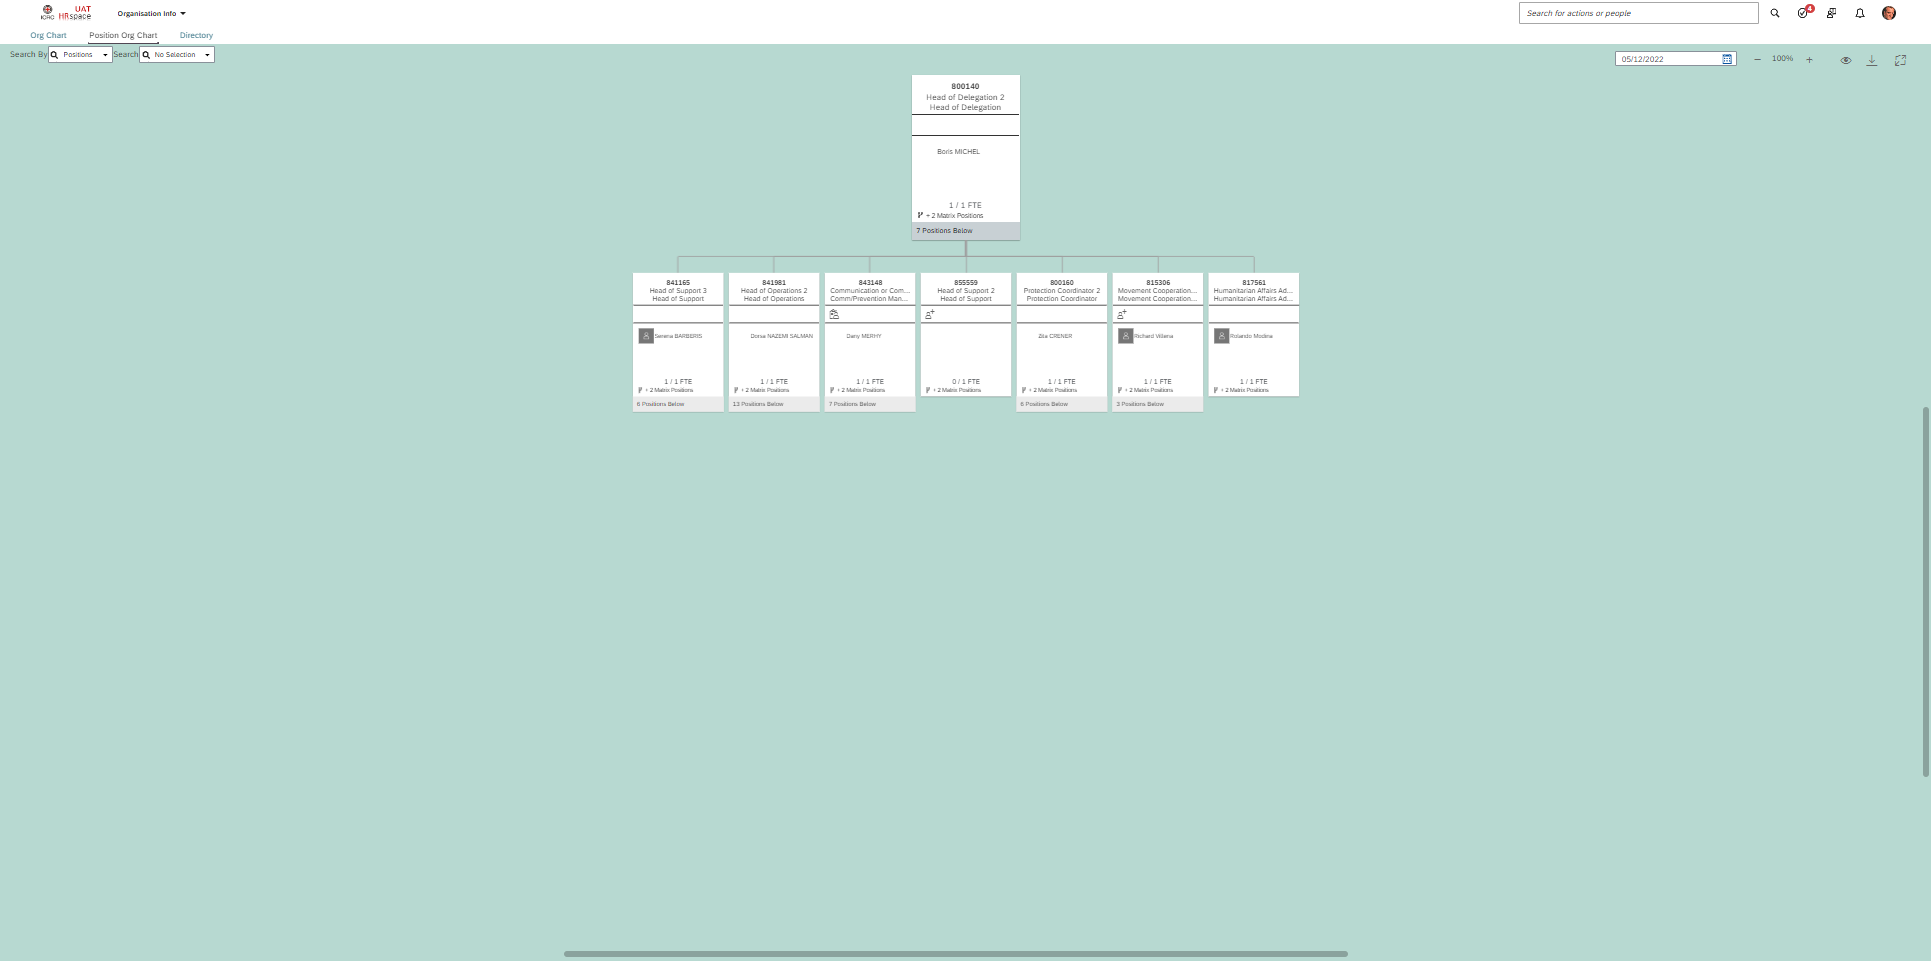 ICRC
UAT
HRspace
Organisation Info
Search for actions or people
4
Org Chart
Position Org Chart
Directory
Search By
Positions
Search
No Selection
05/12/2022
100%
800140
Head of Delegation 2
Head of Delegation
Boris MICHEL
1 / 1 FTE
+ 2 Matrix Positions
7 Positions Below
841165
Head of Support 3
Head of Support
Serena BARBERIS
1 / 1 FTE
+ 2 Matrix Positions
6 Positions Below
841981
Head of Operations 2
Head of Operations
Dorsa NAZEMI SALMAN
1 / 1 FTE
+ 2 Matrix Positions
13 Positions Below
843148
Communication or Com...
Comm/Prevention Man...
Dany MERHY
1 / 1 FTE
+ 2 Matrix Positions
7 Positions Below
855559
Head of Support 2
Head of Support
0 / 1 FTE
+ 2 Matrix Positions
800160
Protection Coordinator 2
Protection Coordinator
Zila CRENER
1 / 1 FTE
+ 2 Matrix Positions
6 Positions Below
815306
Movement Cooperation...
Movement Cooperation...
Richard Villena
1 / 1 FTE
+ 2 Matrix Positions
3 Positions Below
817561
Humanitarian Affairs Ad...
Humanitarian Affairs Ad...
Rolando Modina
1 / 1 FTE
+ 2 Matrix Positions